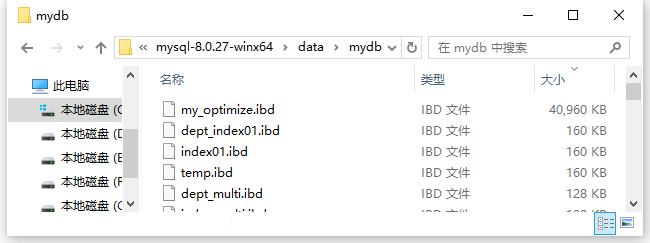 mydb
« mysql-8.0.27-winx64 > data > mydb
在 mydb 中搜索
此电脑
本地磁盘 (C
本地磁盘 (D
本地磁盘 (E
本地磁盘 (F
本地磁盘 (G
名称 类型 大小
my_optimize.ibd IBD 文件 40,960 KB
dept_index01.ibd IBD 文件 160 KB
index01.ibd IBD 文件 160 KB
temp.ibd IBD 文件 160 KB
dept_multi.ibd IBD 文件 128 KB